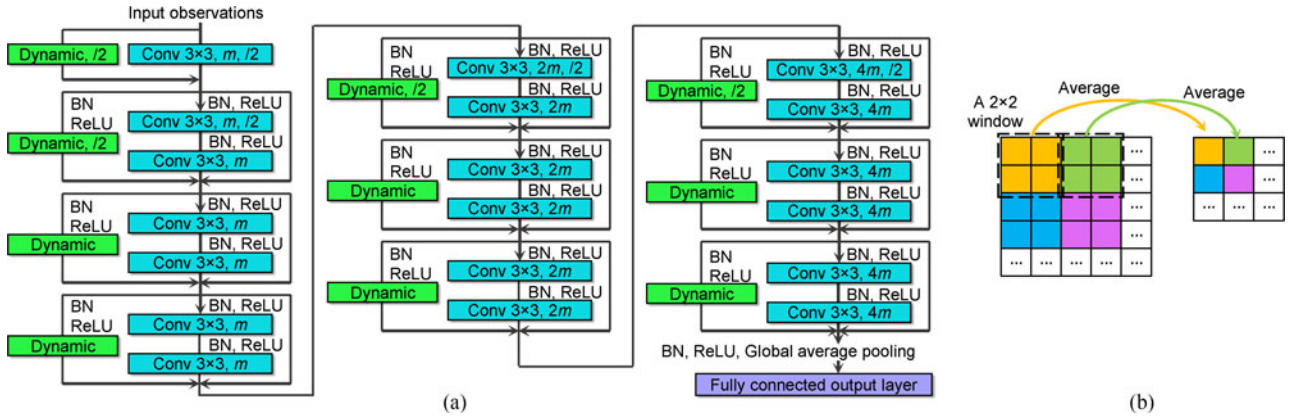 Input observations
Dynamic, /2
Conv 3×3, m, /2
BN
ReLU
BN, ReLU
Dynamic, /2
Conv 3×3, m, /2
BN, ReLU
Conv 3×3, m
BN
ReLU
BN, ReLU
Dynamic
Conv 3×3, m
BN, ReLU
Conv 3×3, m
BN
ReLU
BN, ReLU
Dynamic
Conv 3×3, m
BN, ReLU
Conv 3×3, m
BN
ReLU
BN, ReLU
Dynamic, /2
Conv 3×3, 2m, /2
BN, ReLU
Conv 3×3, 2m
BN
ReLU
BN, ReLU
Dynamic
Conv 3×3, 2m
BN, ReLU
Conv 3×3, 2m
BN
ReLU
BN, ReLU
Dynamic
Conv 3×3, 2m
BN, ReLU
Conv 3×3, 2m
BN
ReLU
BN, ReLU
Dynamic, /2
Conv 3×3, 4m, /2
BN, ReLU
Conv 3×3, 4m
BN
ReLU
BN, ReLU
Dynamic
Conv 3×3, 4m
BN, ReLU
Conv 3×3, 4m
BN
ReLU
BN, ReLU
Dynamic
Conv 3×3, 4m
BN, ReLU
Conv 3×3, 4m
BN, ReLU, Global average pooling
Fully connected output layer
(a)
A 2×2
window
Average
Average
...
...
...
...
... ... ... ... ...
...
...
... ... ...
(b)